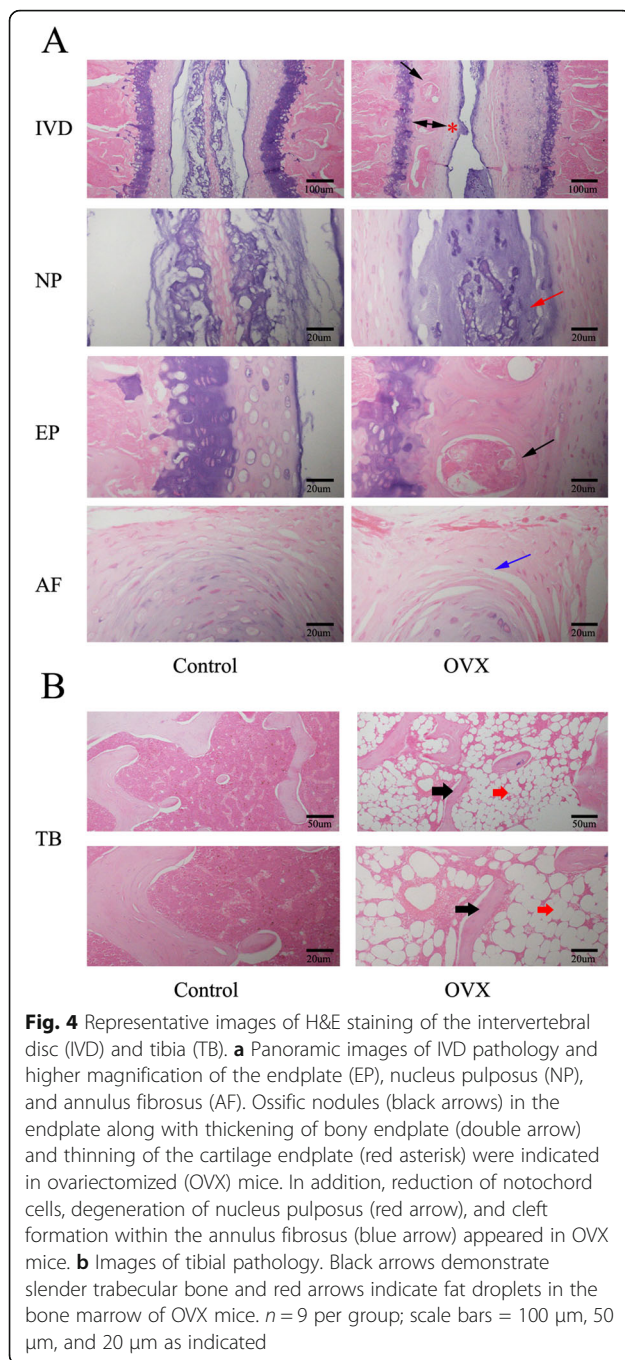 A
IVD
100um
100um
NP
20um
20um
EP
20um
20um
AF
20um
20um
Control OVX
B
50um
50um
TB
20um
20um
Control OVX
Fig. 4 Representative images of H&E staining of the intervertebral
disc (IVD) and tibia (TB). a Panoramic images of IVD pathology and
higher magnification of the endplate (EP), nucleus pulposus (NP),
and annulus fibrosus (AF). Ossific nodules (black arrows) in the
endplate along with thickening of bony endplate (double arrow)
and thinning of the cartilage endplate (red asterisk) were indicated
in ovariectomized (OVX) mice. In addition, reduction of notochord
cells, degeneration of nucleus pulposus (red arrow), and cleft
formation within the annulus fibrosus (blue arrow) appeared in OVX
mice. b Images of tibial pathology. Black arrows demonstrate
slender trabecular bone and red arrows indicate fat droplets in the
bone marrow of OVX mice. n = 9 per group; scale bars = 100 μm, 50
μm, and 20 μm as indicated